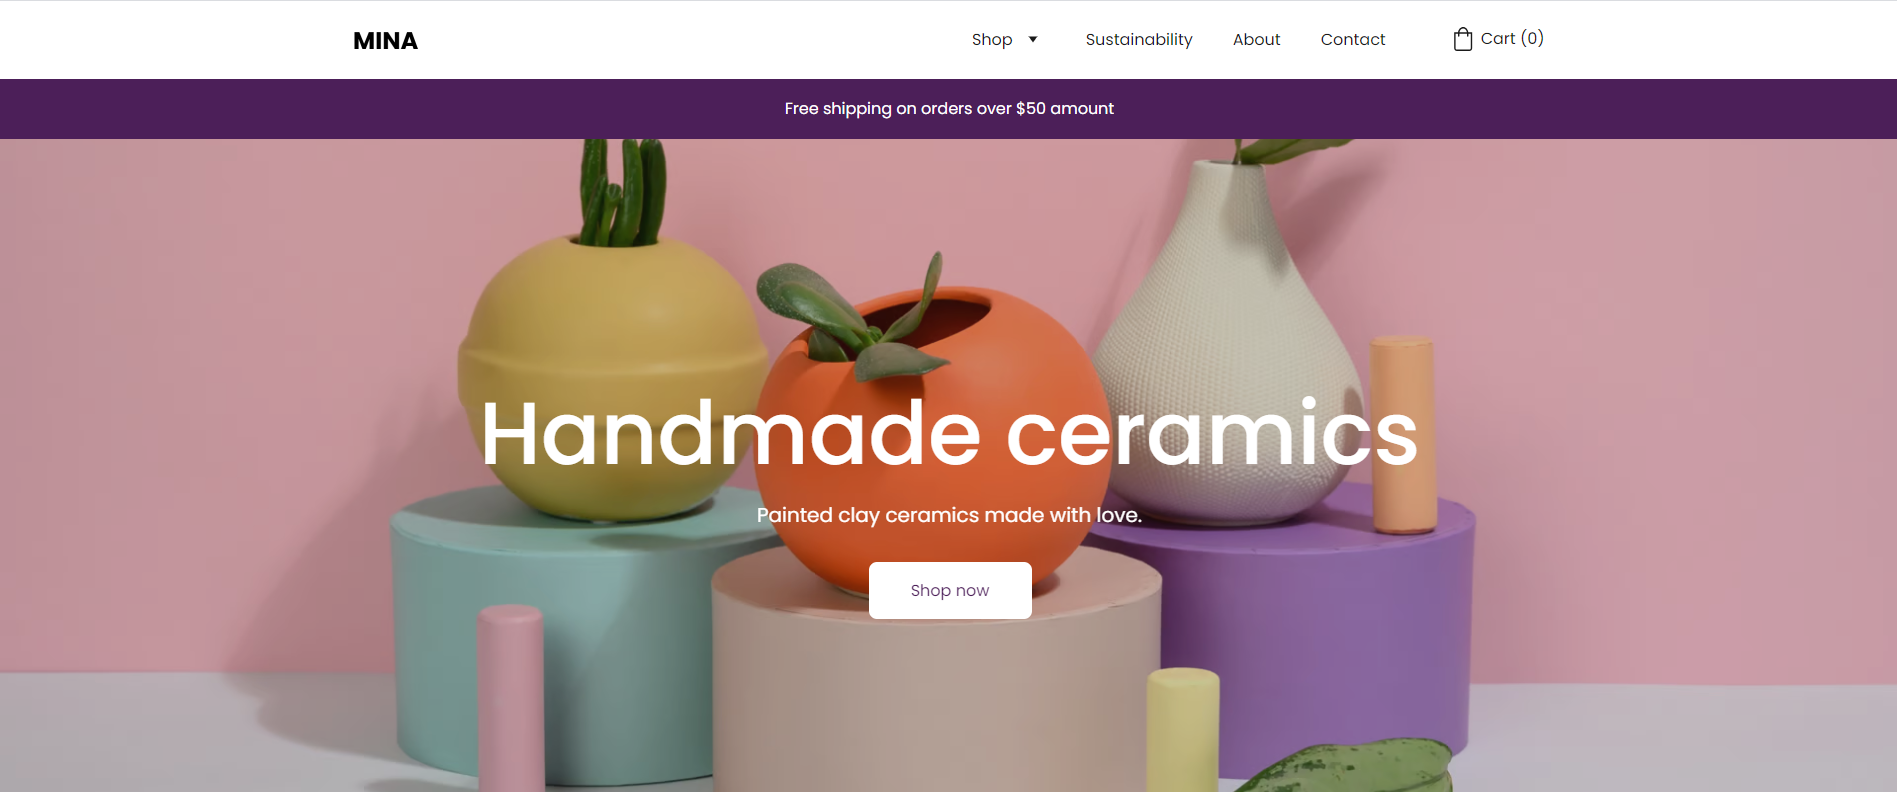 MINA
Shop
Sustainability
About
Contact
Cart (0)
Free shipping on orders over $50 amount
Handmade ceramics
Painted clay ceramics made with love.
Shop now